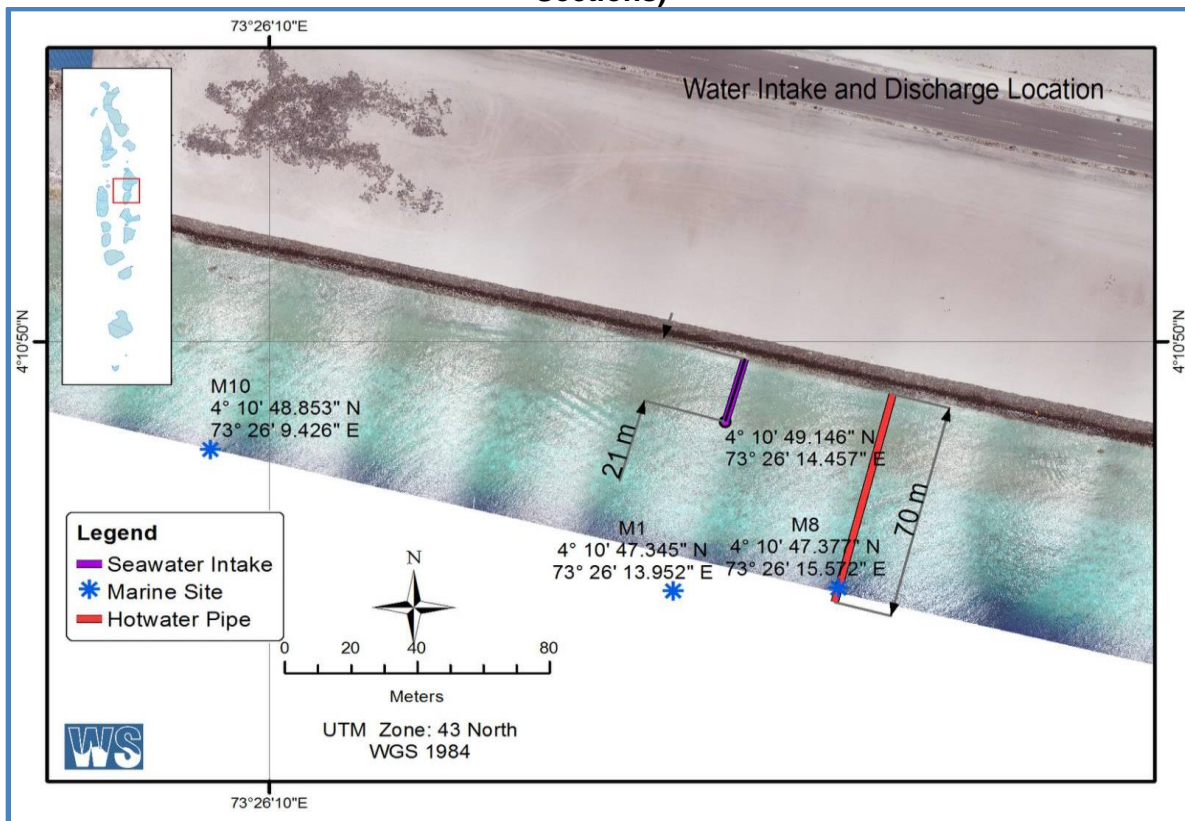 Sections)
73°26'10"E
Water Intake and Discharge Location
4°10'50"N
4°10'50"N
M10
4° 10' 48.853" N
73° 26' 9.426" E
21 m
4° 10' 49.146" N
73° 26' 14.457" E
70 m
M1
4° 10' 47.345" N
73° 26' 13.952" E
M8
4° 10' 47.377" N
73° 26' 15.572" E
Legend
Seawater Intake
Marine Site
Hotwater Pipe
N
0 20 40 80
Meters
UTM Zone: 43 North
WGS 1984
WS
73°26'10"E